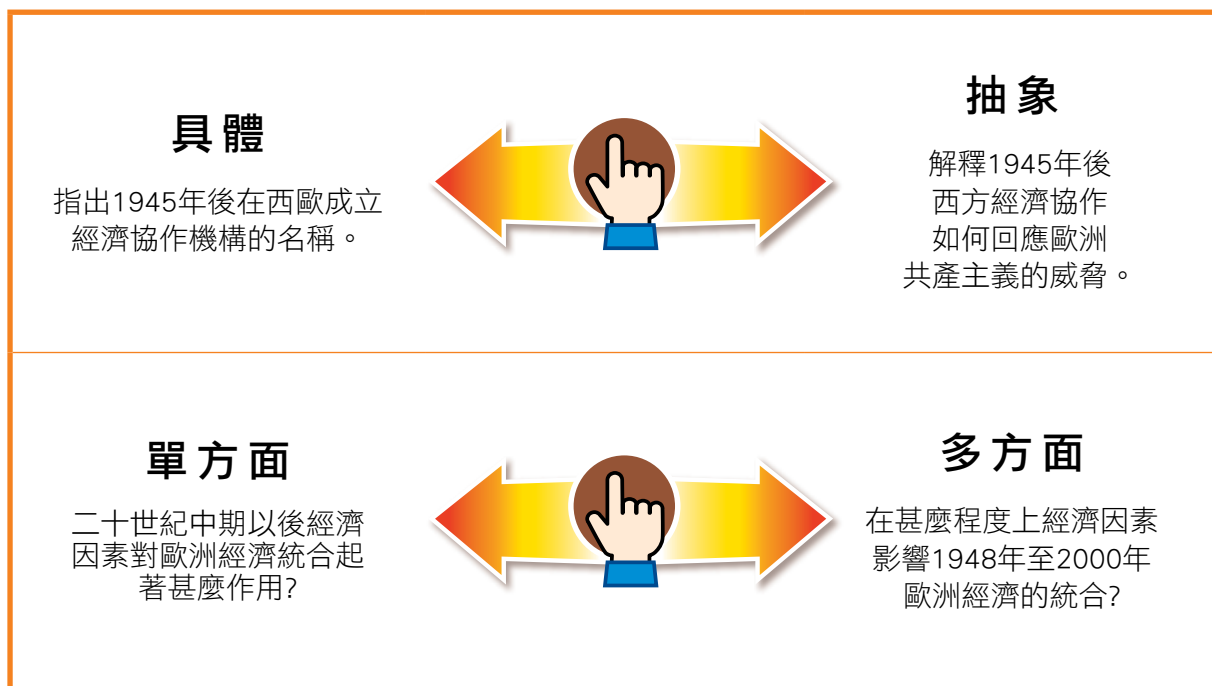 具體
指出1945年後在西歐成立
經濟協作機構的名稱。
抽象
解釋1945年後
西方經濟協作
如何回應歐洲
共產主義的威脅。
單方面
二十世紀中期以後經濟
因素對歐洲經濟統合起
著甚麼作用?
多方面
在甚麼程度上經濟因素
影響1948年至2000年
歐洲經濟的統合?